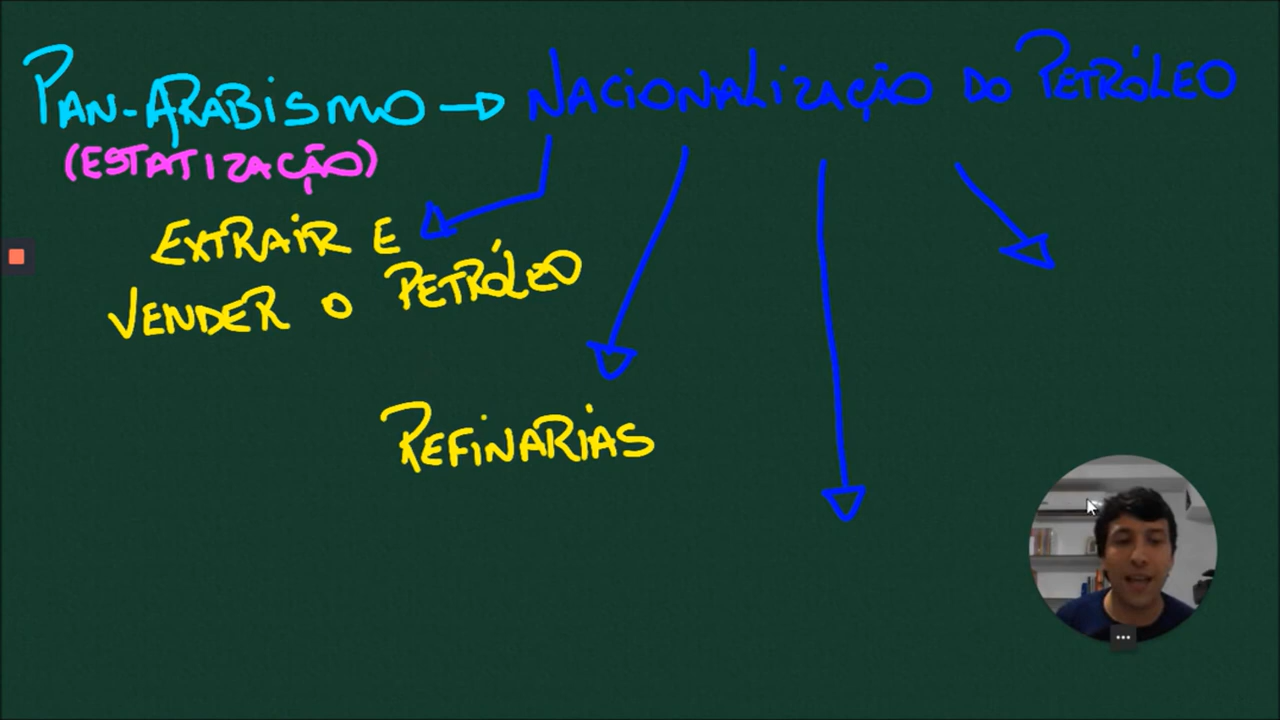 PAN-ARABISMO → NACIONALIZAÇÃO DO PETRÓLEO
(ESTATIZAÇÃO)
EXTRAIR E
VENDER O PETRÓLEO
REFINARIAS